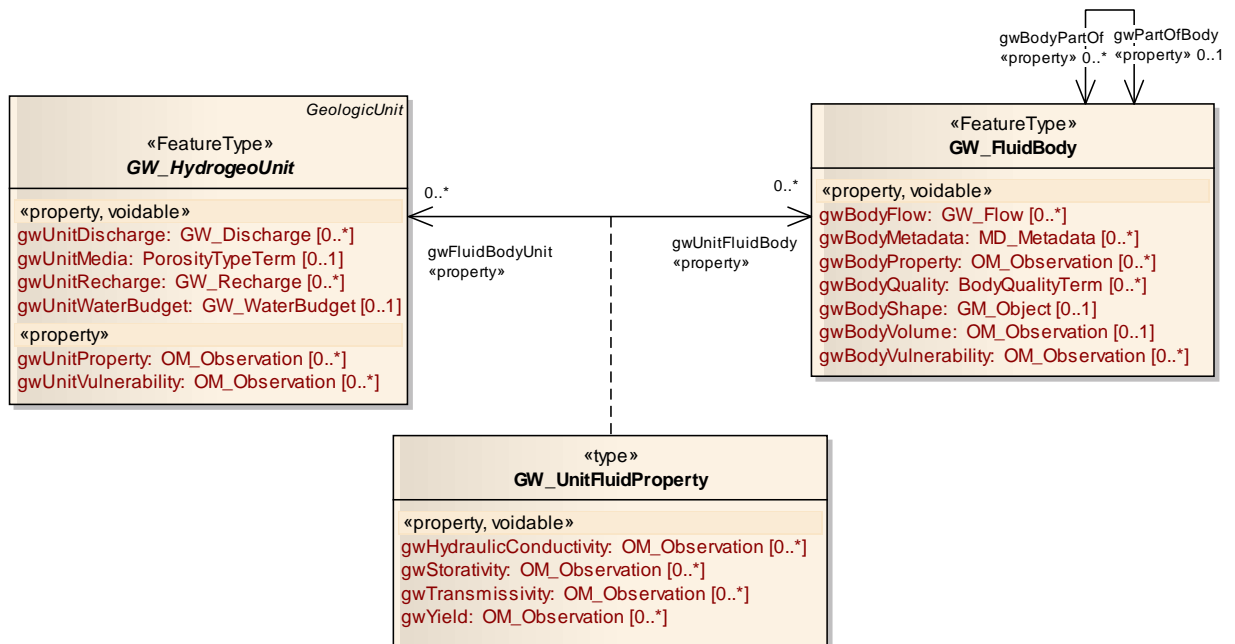 gwBodyPartOf gwPartOfBody
«property» 0..* «property» 0..1
GeologicUnit
«FeatureType»
GW_HydrogeoUnit
«property, voidable»
gwUnitDischarge: GW_Discharge [0..*]
gwUnitMedia: PorosityTypeTerm [0..1]
gwUnitRecharge: GW_Recharge [0..*]
gwUnitWaterBudget: GW_WaterBudget [0..1]
«property»
gwUnitProperty: OM_Observation [0..*]
gwUnitVulnerability: OM_Observation [0..*]
0..*
gwFluidBodyUnit
«property»
0..*
gwUnitFluidBody
«property»
«FeatureType»
GW_FluidBody
«property, voidable»
gwBodyFlow: GW_Flow [0..*]
gwBodyMetadata: MD_Metadata [0..*]
gwBodyProperty: OM_Observation [0..*]
gwBodyQuality: BodyQualityTerm [0..*]
gwBodyShape: GM_Object [0..1]
gwBodyVolume: OM_Observation [0..1]
gwBodyVulnerability: OM_Observation [0..*]
«type»
GW_UnitFluidProperty
«property, voidable»
gwHydraulicConductivity: OM_Observation [0..*]
gwStorativity: OM_Observation [0..*]
gwTransmissivity: OM_Observation [0..*]
gwYield: OM_Observation [0..*]